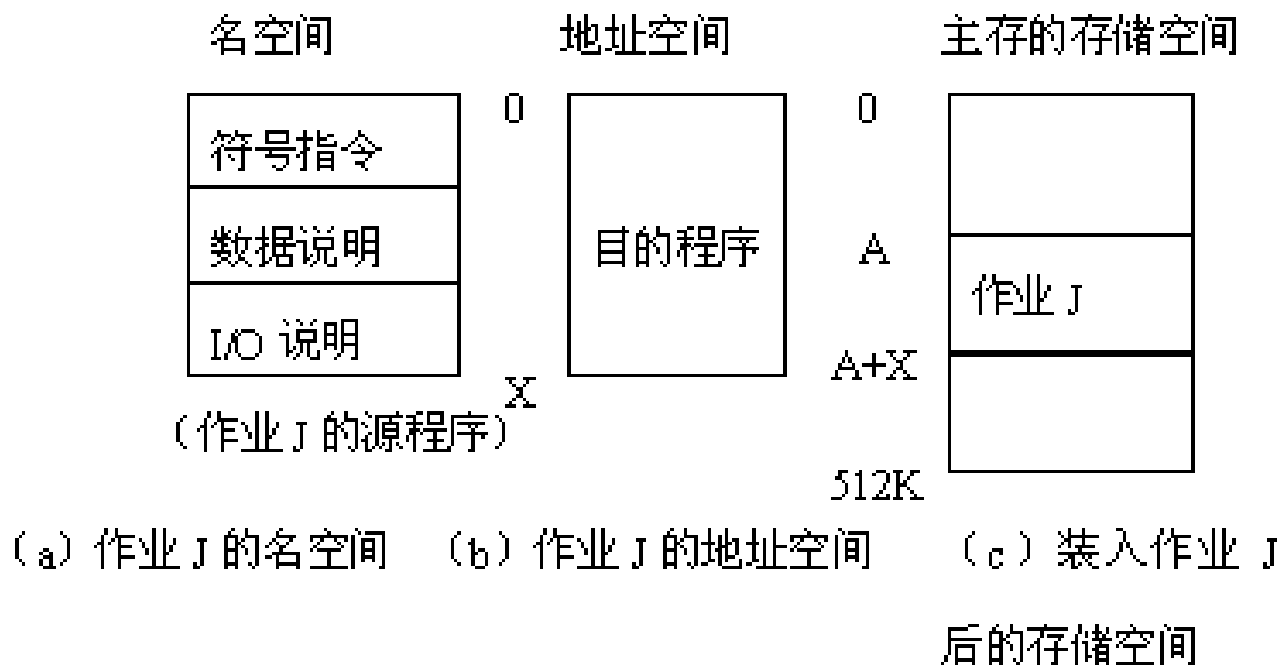 名空间
地址空间
主存的存储空间
符号指令
数据说明
I/O 说明
(作业 J 的源程序)
0
目的程序
X
0
A
作业 J
A+X
512K
(a) 作业 J 的名空间
(b) 作业 J 的地址空间
(c) 装入作业 J
后的存储空间